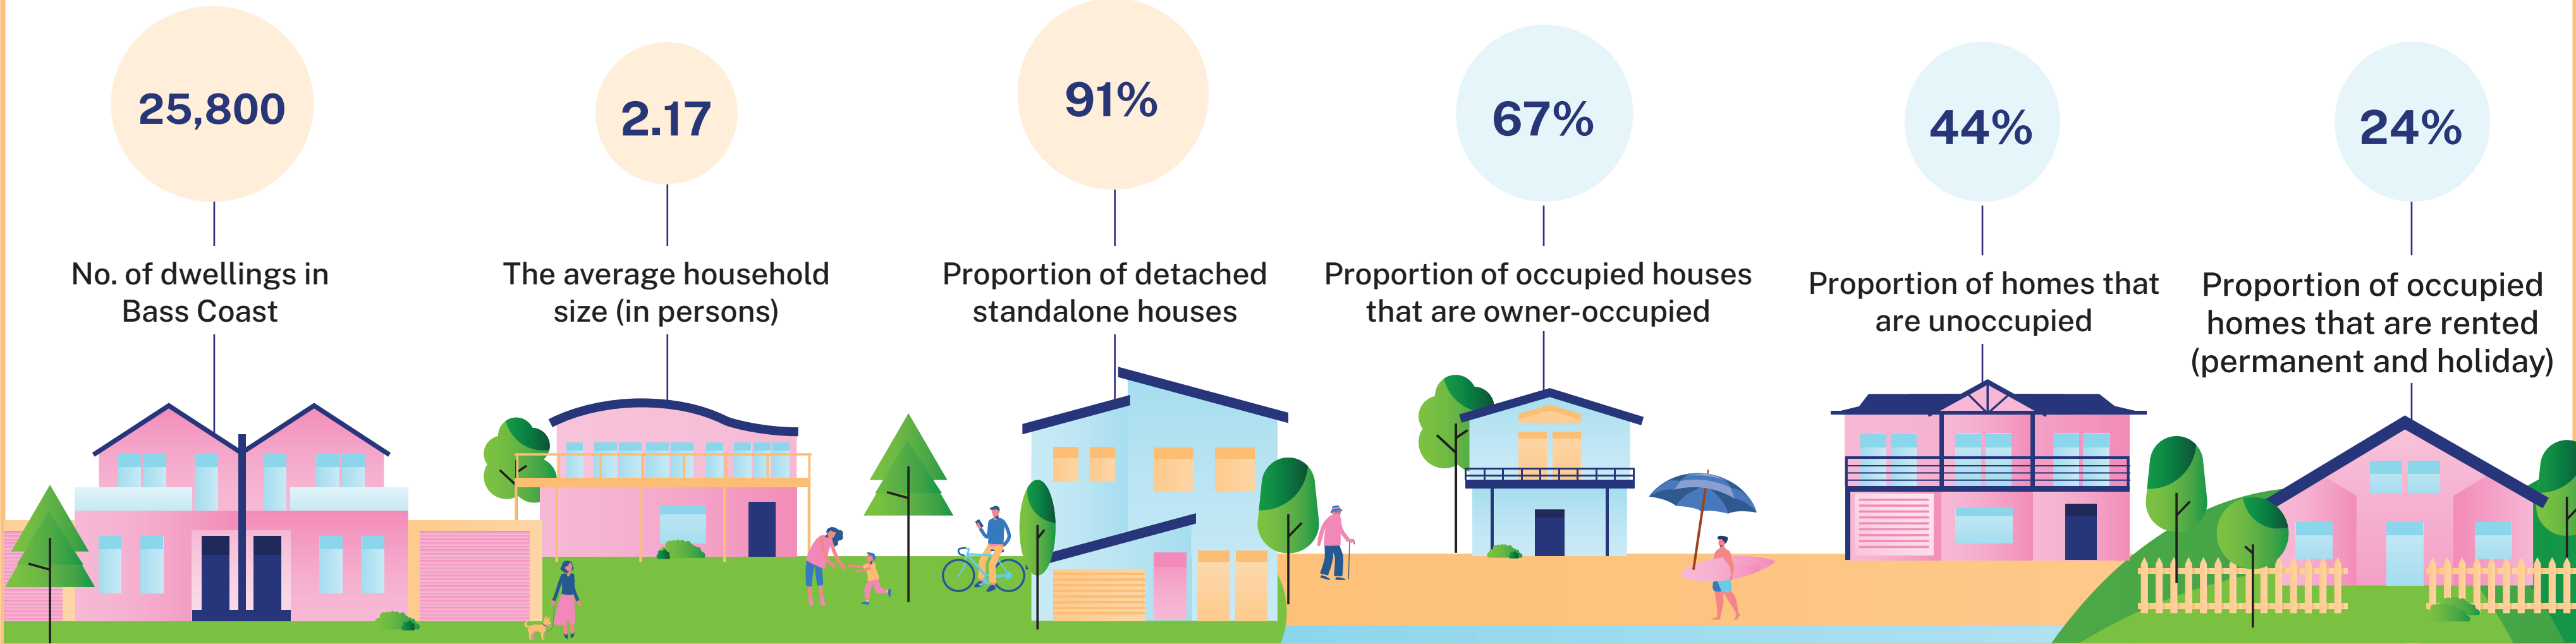 25,800
No. of dwellings in
Bass Coast
2.17
The average household
size (in persons)
91%
Proportion of detached
standalone houses
67%
Proportion of occupied houses
that are owner-occupied
44%
Proportion of homes that
are unoccupied
24%
Proportion of occupied
homes that are rented
(permanent and holiday)